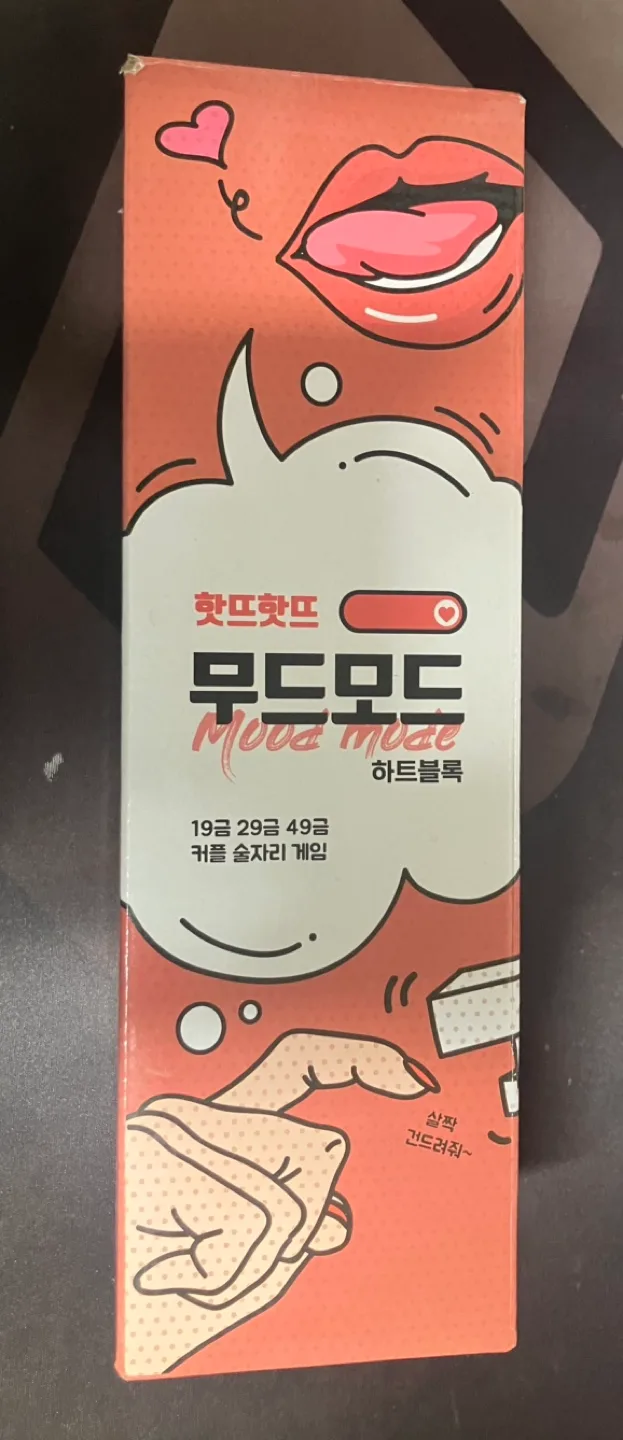 핫뜨핫뜨
무드모드
Mood mode
하트블록
19금 29금 49금
커플 술자리 게임
살짝
건드려줘~